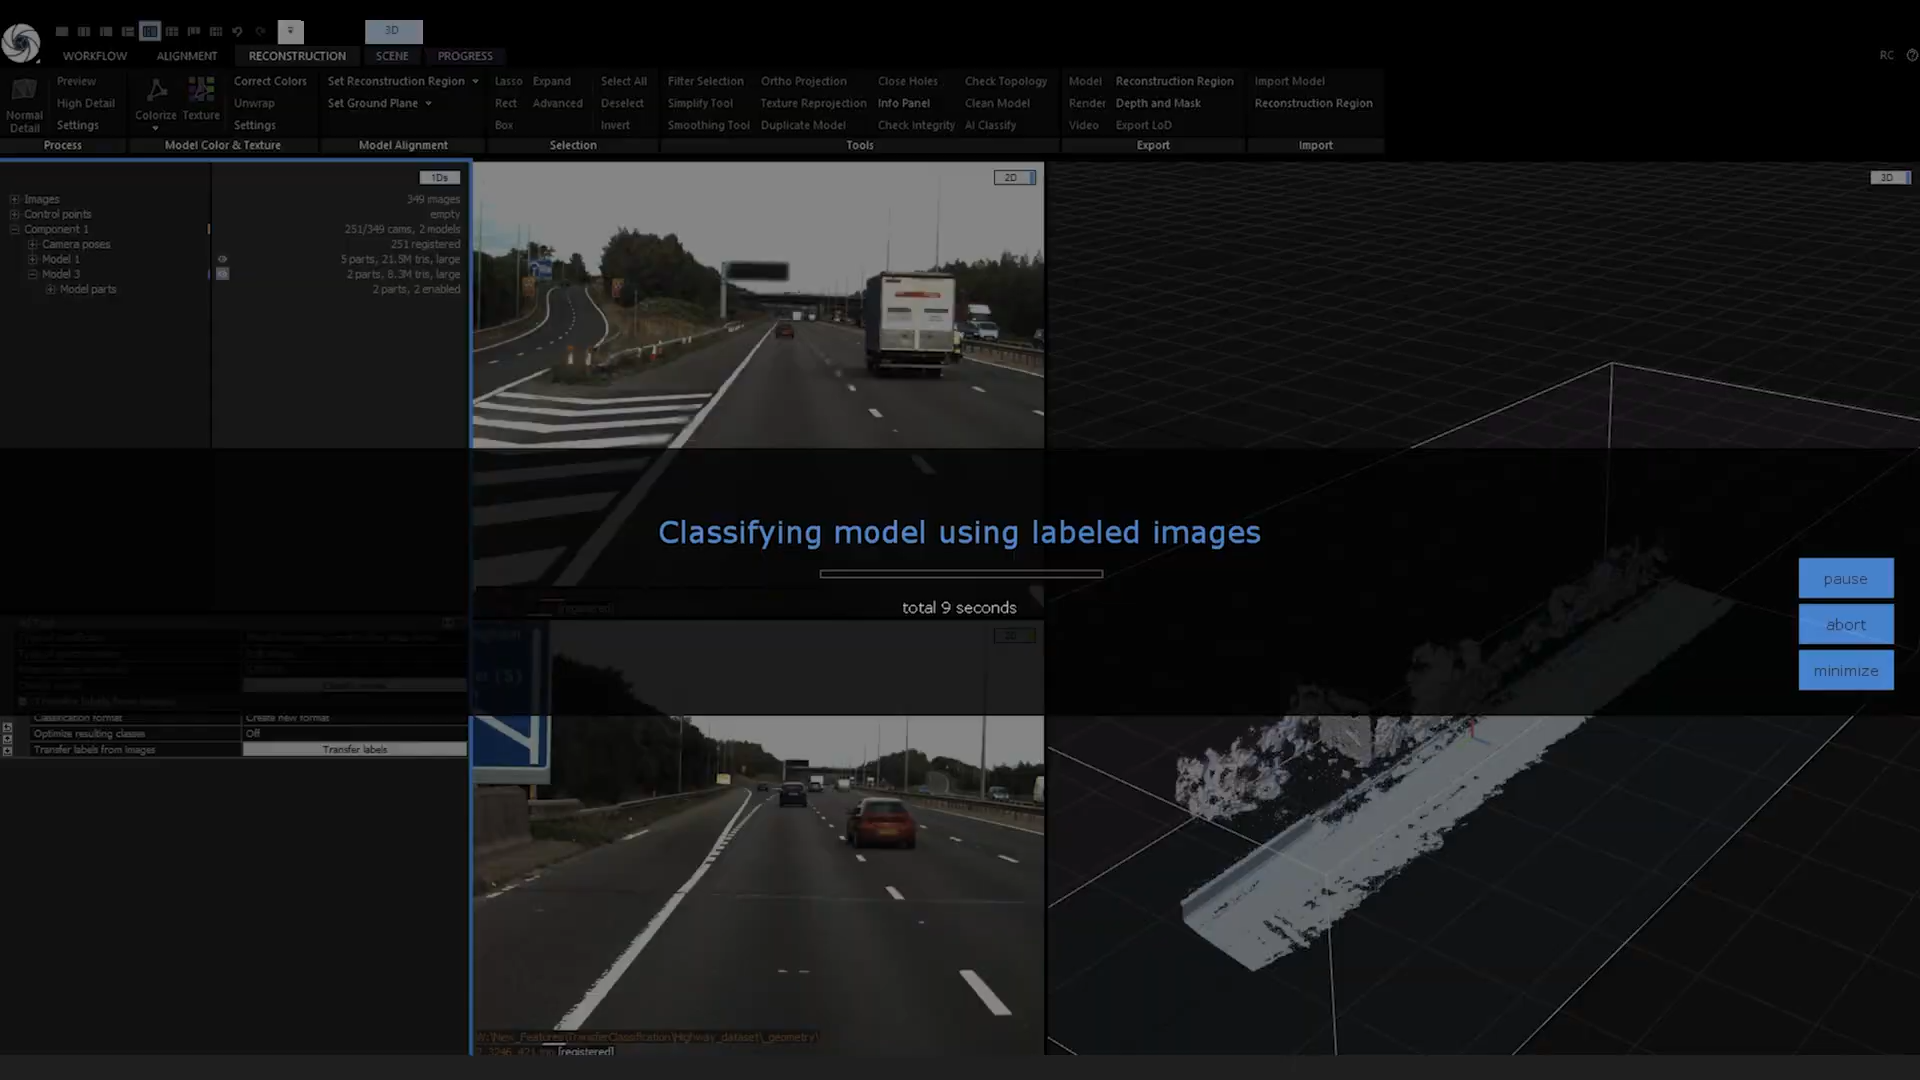 3D
WORKFLOW ALIGNMENT RECONSTRUCTION SCENE PROGRESS
RC
Normal Detail
Preview
High Detail
Settings
Process
Colorize Texture
Correct Colors
Unwrap
Settings
Model Color & Texture
Set Reconstruction Region
Set Ground Plane
Model Alignment
Lasso Expand Select All
Rect Advanced Deselect
Box Invert
Selection
Filter Selection Ortho Projection Close Holes Check Topology
Simplify Tool Texture Reprojection Info Panel Clean Model
Smoothing Tool Duplicate Model Check Integrity AI Classify
Tools
Model Reconstruction Region
Render Depth and Mask
Video Export LoD
Export
Import Model
Reconstruction Region
Import
1Ds
Images 349 images
Control points empty
Component 1 251/349 cams, 2 models
Camera poses 251 registered
Model 1 5 parts, 21.5M tris, large
Model 3 2 parts, 8.3M tris, large
Model parts 2 parts, 2 enabled
2D
3D
Classifying model using labeled images
total 9 seconds
pause
abort
minimize
[registered]
2D
(S)
Classification format Create new format
Optimize resulting classes Off
Transfer labels from images Transfer labels
[registered]